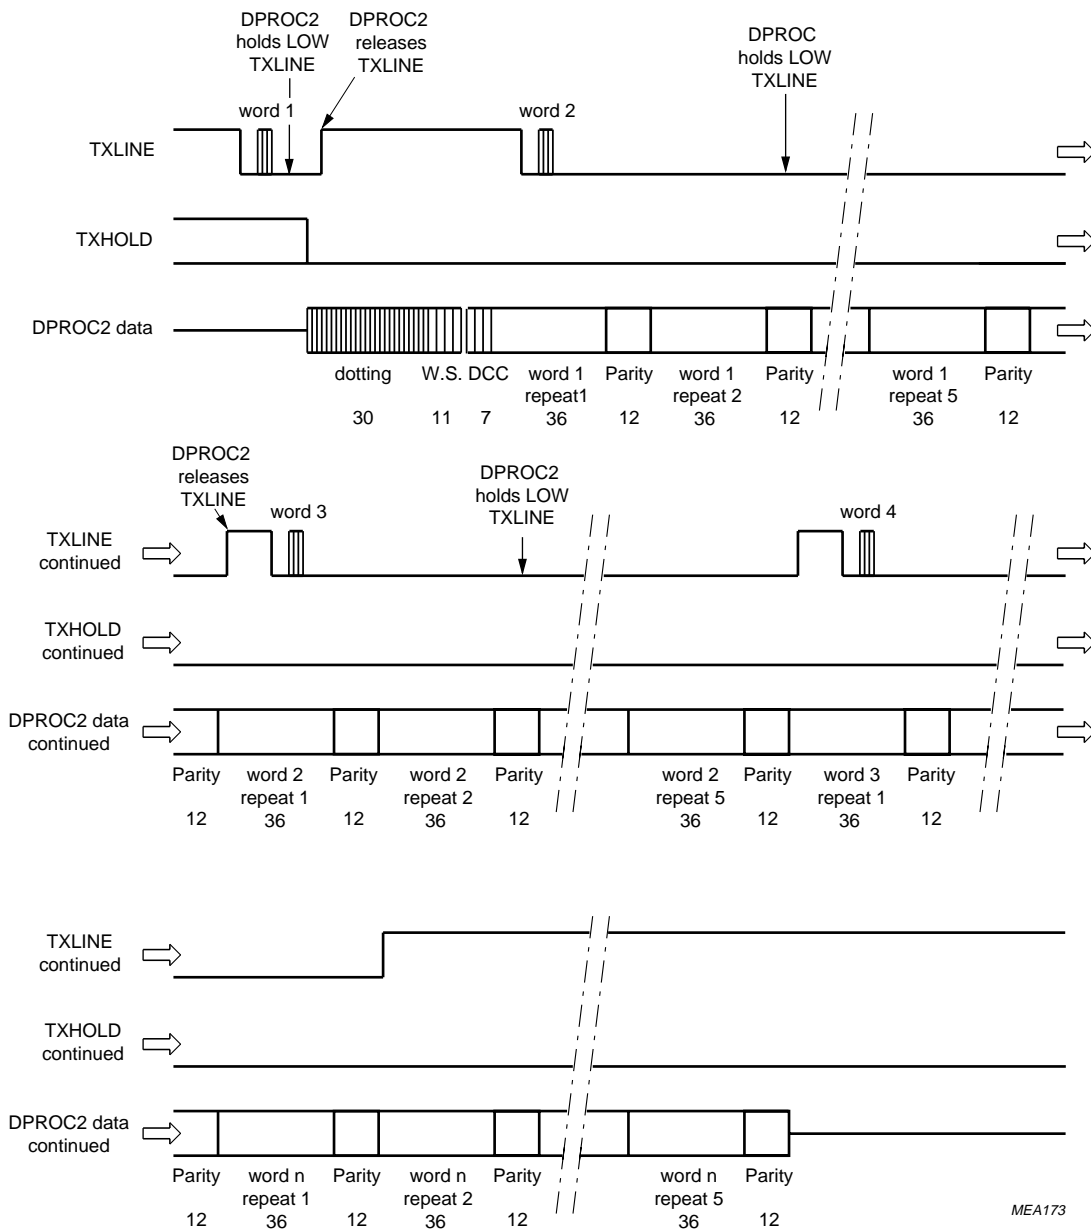 DPROC2
holds LOW
TXLINE
DPROC2
releases
TXLINE
DPROC
holds LOW
TXLINE
word 1
word 2
TXLINE
TXHOLD
DPROC2 data
dotting W.S. DCC word 1 Parity word 1 Parity word 1 Parity
repeat1 repeat 2 repeat 5
30 11 7 36 12 36 12 36 12
DPROC2
releases
TXLINE
DPROC2
holds LOW
TXLINE
word 3
word 4
TXLINE
continued
TXHOLD
continued
DPROC2 data
continued
Parity word 2 Parity word 2 Parity word 2 Parity word 3 Parity
repeat 1 repeat 2 repeat 5 repeat 1
12 36 12 36 12 36 12 36 12
TXLINE
continued
TXHOLD
continued
DPROC2 data
continued
Parity word n Parity word n Parity word n Parity
repeat 1 repeat 2 repeat 5
12 36 12 36 12 36 12
MEA173